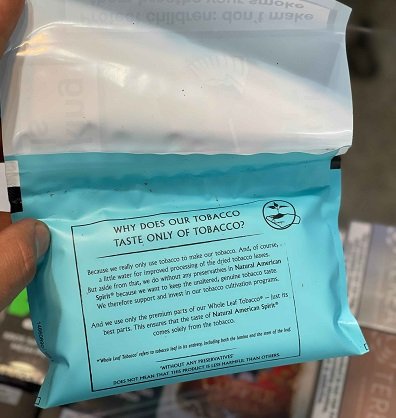 protect children: don't make
them breathe your smoke
WHY DOES OUR TOBACCO
TASTE ONLY OF TOBACCO?
Because we really only use tobacco to make our tobacco. And, of course,
a little water for improved processing of the dried tobacco leaves.
But aside from that, we do without any preservatives in Natural American
Spirit® because we want to keep the unaltered, genuine tobacco taste.
We therefore support and invest in our tobacco cultivation programs.
And we use only the premium parts of our Whole Leaf Tobacco* – just its
best parts. This ensures that the taste of Natural American Spirit®
comes solely from the tobacco.
*'Whole Leaf Tobacco' refers to tobacco leaf in its entirety, including both the lamina and the stem of the leaf.
'WITHOUT ANY PRESERVATIVES'
DOES NOT MEAN THAT THIS PRODUCT IS LESS HARMFUL THAN OTHERS.